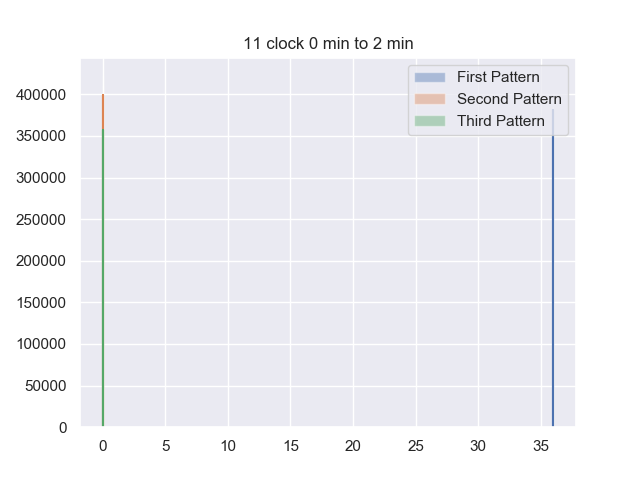 11 clock 0 min to 2 min
First Pattern
Second Pattern
Third Pattern
400000
350000
300000
250000
200000
150000
100000
50000
0
0 5 10 15 20 25 30 35